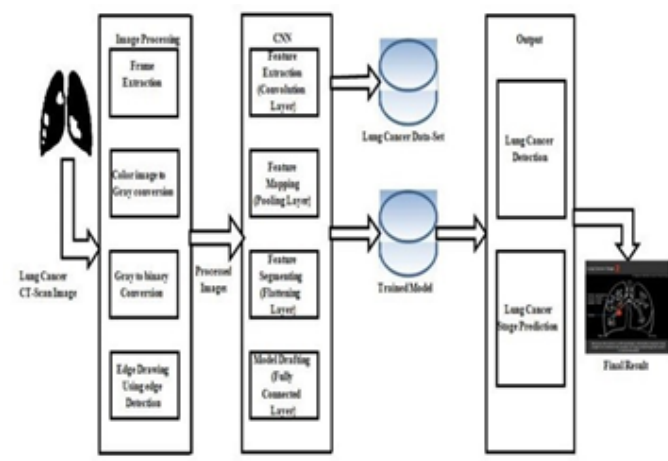 Image Processing
Frame
Extraction
Color image to
Gray conversion
Gray to binary
Conversion
Edge Drawing
Using edge
Detection
Lung Cancer
CT-Scan Image
Processed
Images
CNN
Feature
Extraction
(Convolution
Layer)
Feature
Mapping
(Pooling Layer)
Feature
Segmenting
(Flattening
Layer)
Model Drafting
(Fully
Connected
Layer)
Lung Cancer Data-Set
Trained Model
Output
Lung Cancer
Detection
Lung Cancer
Stage Prediction
Final Result